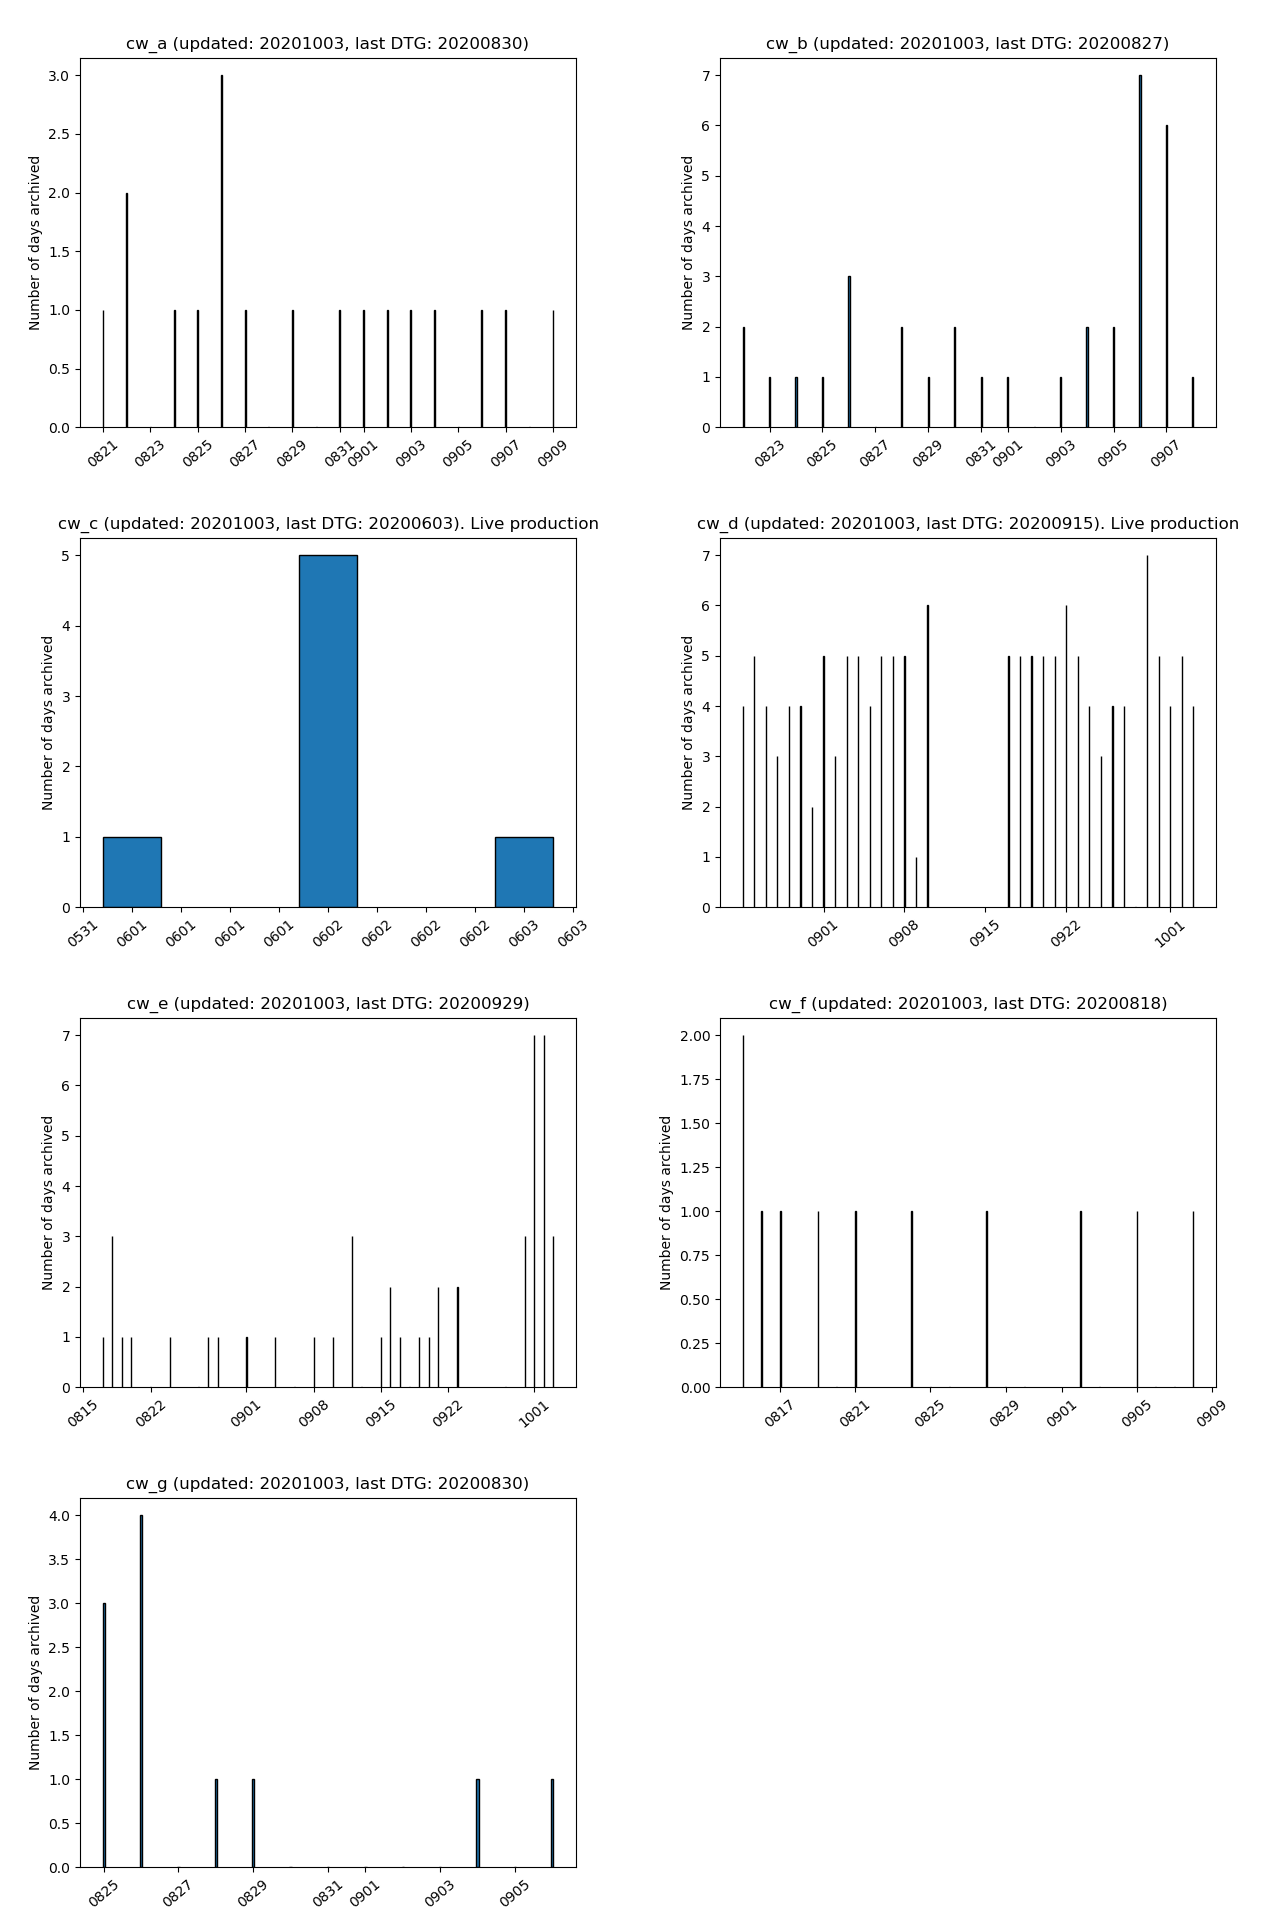 cw_a (updated: 20201003, last DTG: 20200830)
Number of days archived
3.0
2.5
2.0
1.5
1.0
0.5
0.0
0821 0823 0825 0827 0829 0831 0901 0903 0905 0907 0909
cw_b (updated: 20201003, last DTG: 20200827)
Number of days archived
7
6
5
4
3
2
1
0
0823 0825 0827 0829 0831 0901 0903 0905 0907
cw_c (updated: 20201003, last DTG: 20200603). Live production
Number of days archived
5
4
3
2
1
0
0531 0601 0601 0601 0601 0602 0602 0602 0602 0603 0603
cw_d (updated: 20201003, last DTG: 20200915). Live production
Number of days archived
7
6
5
4
3
2
1
0
0901 0908 0915 0922 1001
cw_e (updated: 20201003, last DTG: 20200929)
Number of days archived
7
6
5
4
3
2
1
0
0815 0822 0901 0908 0915 0922 1001
cw_f (updated: 20201003, last DTG: 20200818)
Number of days archived
2.00
1.75
1.50
1.25
1.00
0.75
0.50
0.25
0.00
0817 0821 0825 0829 0901 0905 0909
cw_g (updated: 20201003, last DTG: 20200830)
Number of days archived
4.0
3.5
3.0
2.5
2.0
1.5
1.0
0.5
0.0
0825 0827 0829 0831 0901 0903 0905